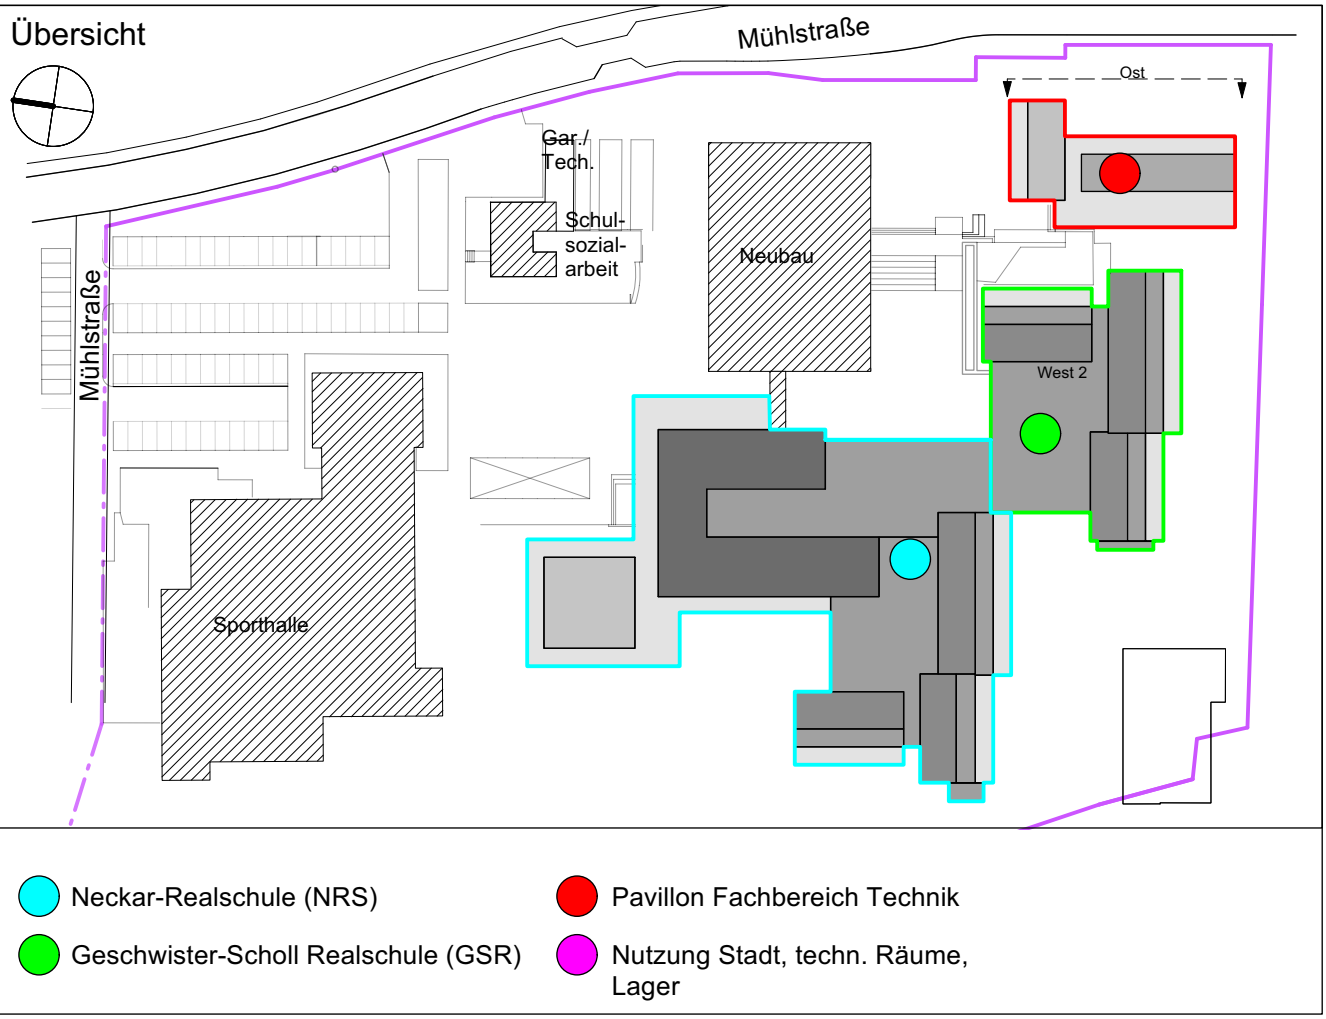 Übersicht
Mühlstraße
Ost
Gar./
Tech.
Schul-
sozial-
arbeit
Neubau
Mühlstraße
West 2
Sporthalle
Neckar-Realschule (NRS)
Pavillon Fachbereich Technik
Geschwister-Scholl Realschule (GSR)
Nutzung Stadt, techn. Räume,
Lager